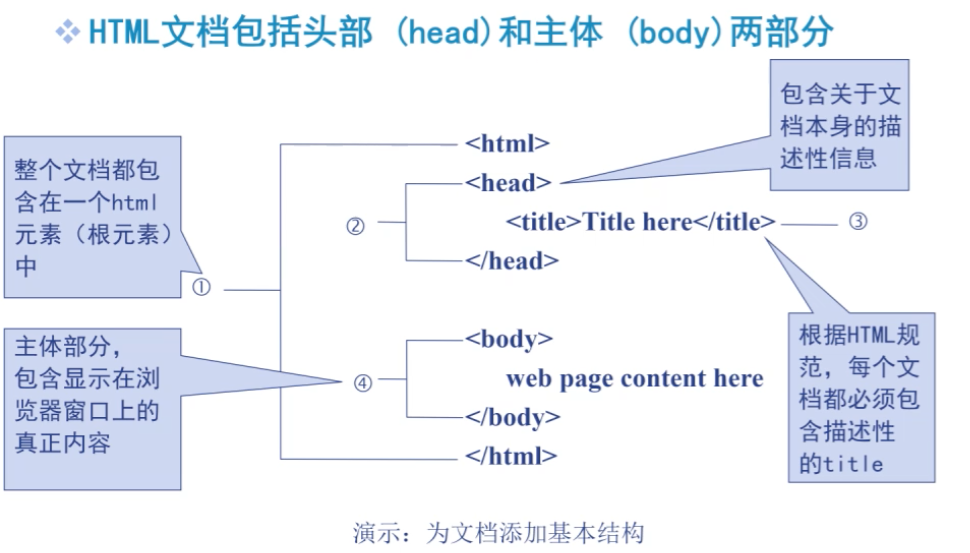 ❖ HTML文档包括头部 (head)和主体 (body)两部分
包含关于文
档本身的描
述性信息
整个文档都包
含在一个html
元素（根元素）
中
①
<html>
②
<head>
<title>Title here</title>
③
</head>
主体部分，
包含显示在浏
览器窗口上的
真正内容
④
<body>
web page content here
</body>
</html>
根据HTML规
范，每个文
档都必须包
含描述性
的title
演示：为文档添加基本结构